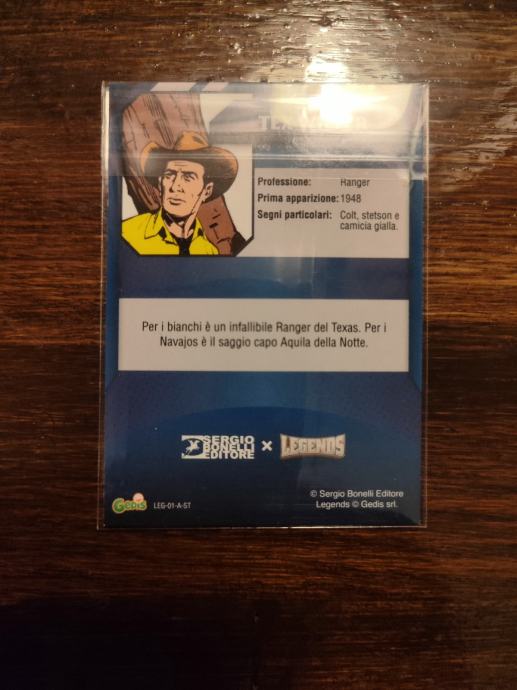 Professione: Ranger
Prima apparizione: 1948
Segni particolari: Colt, stetson e
camicia gialla.
Per i bianchi è un infallibile Ranger del Texas. Per i
Navajos è il saggio capo Aquila della Notte.
SERGIO
BONELLI
EDITORE
×
LEGENDS
Gedis
LEG-01-A-ST
© Sergio Bonelli Editore
Legends © Gedis srl.